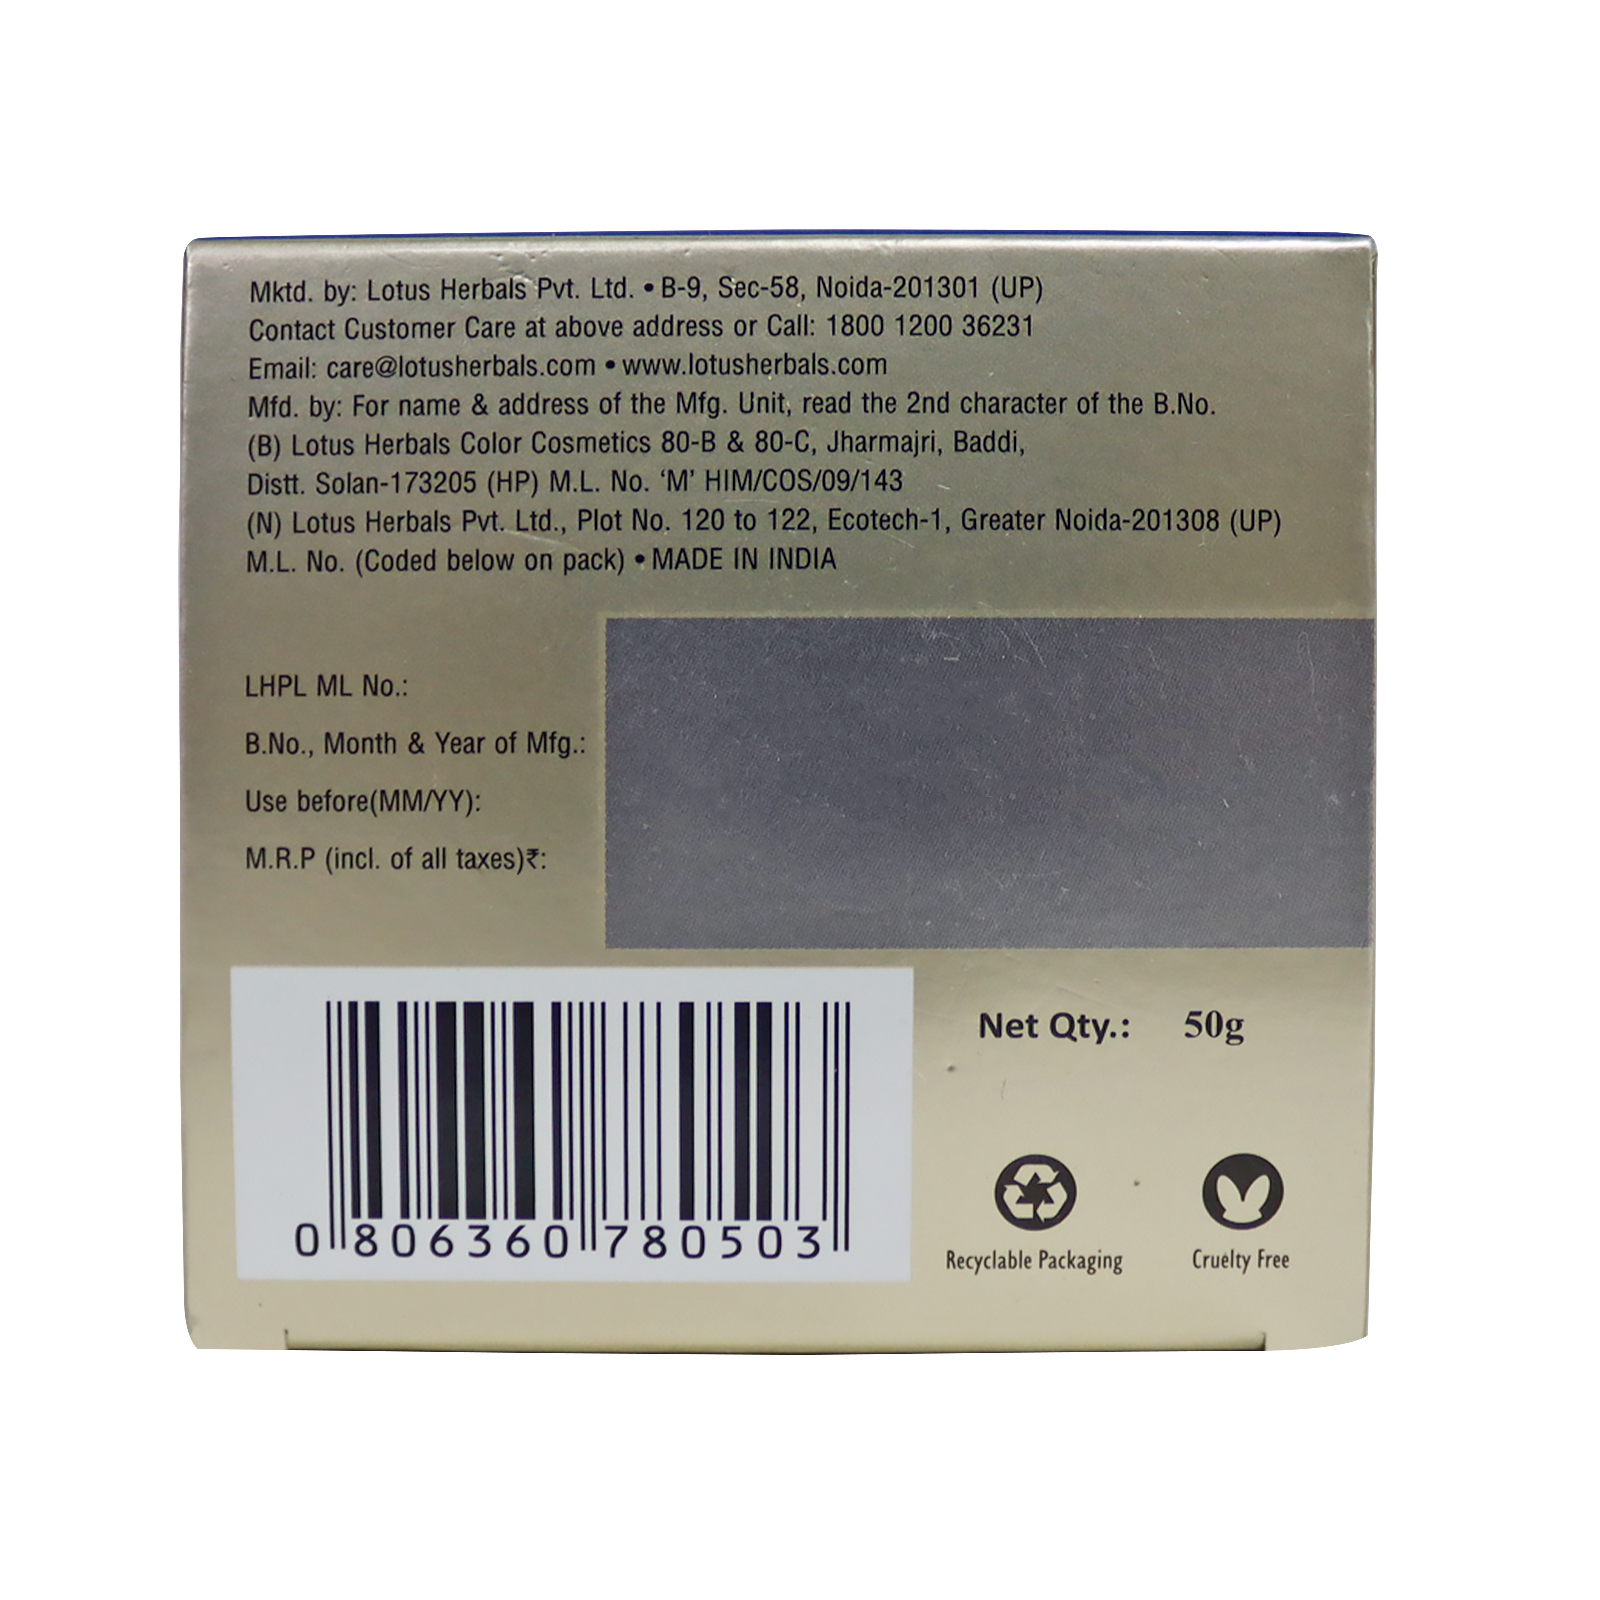 Mktd. by: Lotus Herbals Pvt. Ltd. • B-9, Sec-58, Noida-201301 (UP)
Contact Customer Care at above address or Call: 1800 1200 36231
Email: care@lotusherbals.com • www.lotusherbals.com
Mfd. by: For name & address of the Mfg. Unit, read the 2nd character of the B.No.
(B) Lotus Herbals Color Cosmetics 80-B & 80-C, Jharmajri, Baddi,
Distt. Solan-173205 (HP) M.L. No. ‘M’ HIM/COS/09/143
(N) Lotus Herbals Pvt. Ltd., Plot No. 120 to 122, Ecotech-1, Greater Noida-201308 (UP)
M.L. No. (Coded below on pack) • MADE IN INDIA
LHPL ML No.:
B.No., Month & Year of Mfg.:
Use before(MM/YY):
M.R.P (incl. of all taxes)₹:
Net Qty.: 50g
0 806360 780503
Recyclable Packaging
Cruelty Free